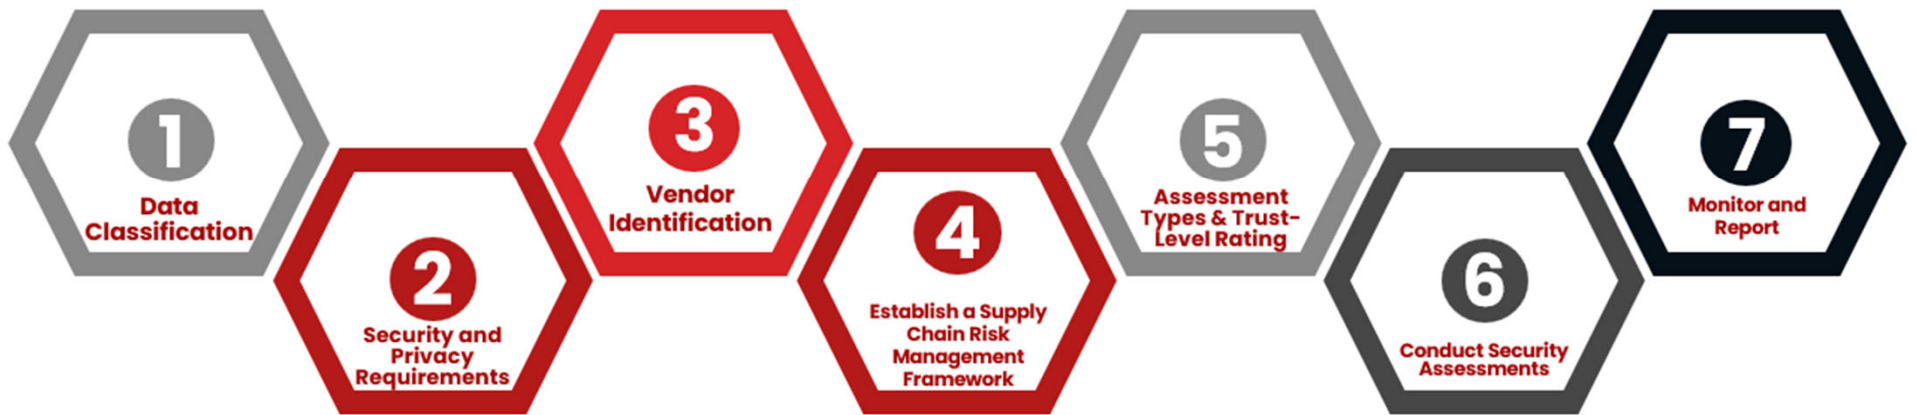 1
Data
Classification
2
Security and
Privacy
Requirements
3
Vendor
Identification
4
Establish a Supply
Chain Risk
Management
Framework
5
Assessment
Types & Trust-
Level Rating
6
Conduct Security
Assessments
7
Monitor and
Report